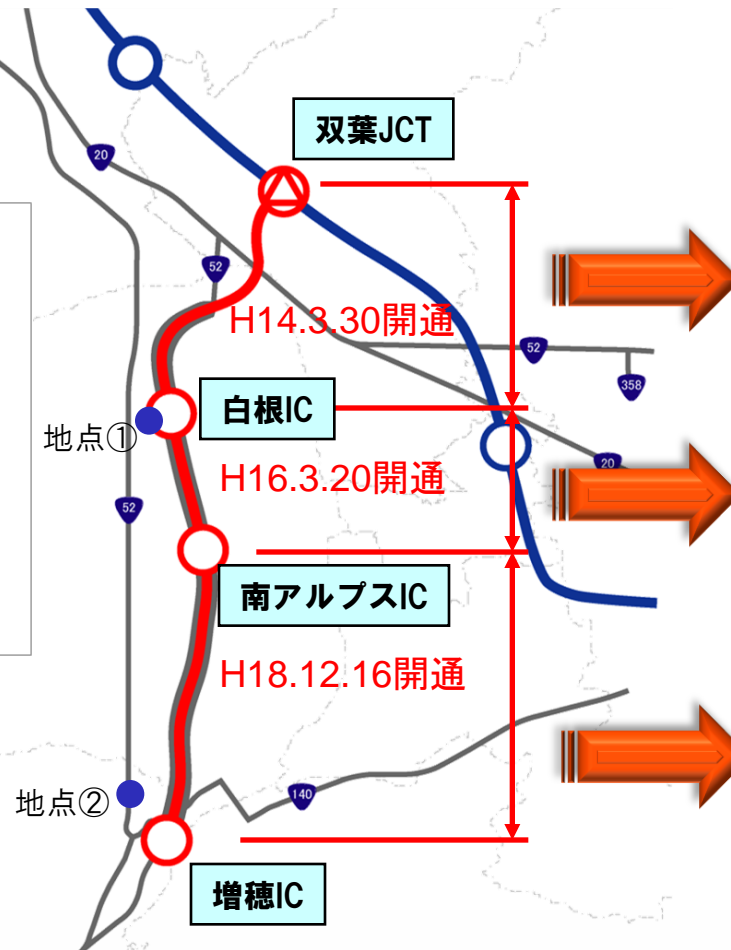 双葉JCT
20
52
H14.3.30開通
52
358
白根IC
地点①
20
H16.3.20開通
52
南アルプスIC
H18.12.16開通
地点②
140
増穂IC